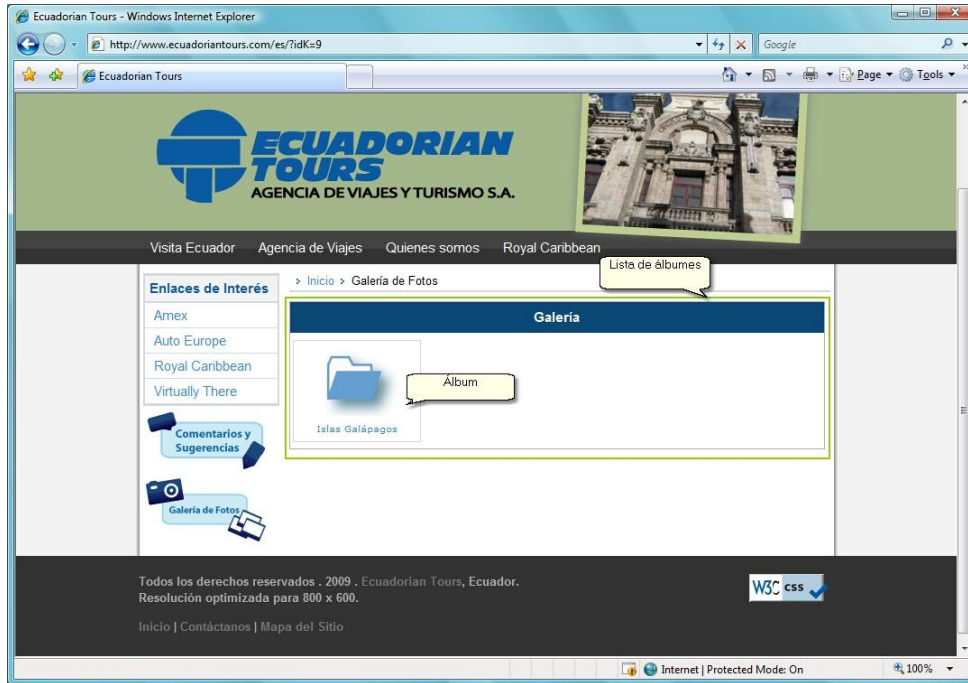 Ecuadorian Tours - Windows Internet Explorer
http://www.ecuadoriantours.com/es/?idK=9
Google
Ecuadorian Tours
Page
Tools
ECUADORIAN
TOURS
AGENCIA DE VIAJES Y TURISMO S.A.
Visita Ecuador Agencia de Viajes Quienes somos Royal Caribbean
Lista de álbumes
Enlaces de Interés
Amex
Auto Europe
Royal Caribbean
Virtually There
Comentarios y
Sugerencias
Galería de Fotos
> Inicio > Galería de Fotos
Galería
Álbum
Islas Galápagos
Todos los derechos reservados . 2009 . Ecuadorian Tours, Ecuador.
Resolución optimizada para 800 x 600.
Inicio | Contáctanos | Mapa del Sitio
W3C css
Internet | Protected Mode: On
100%